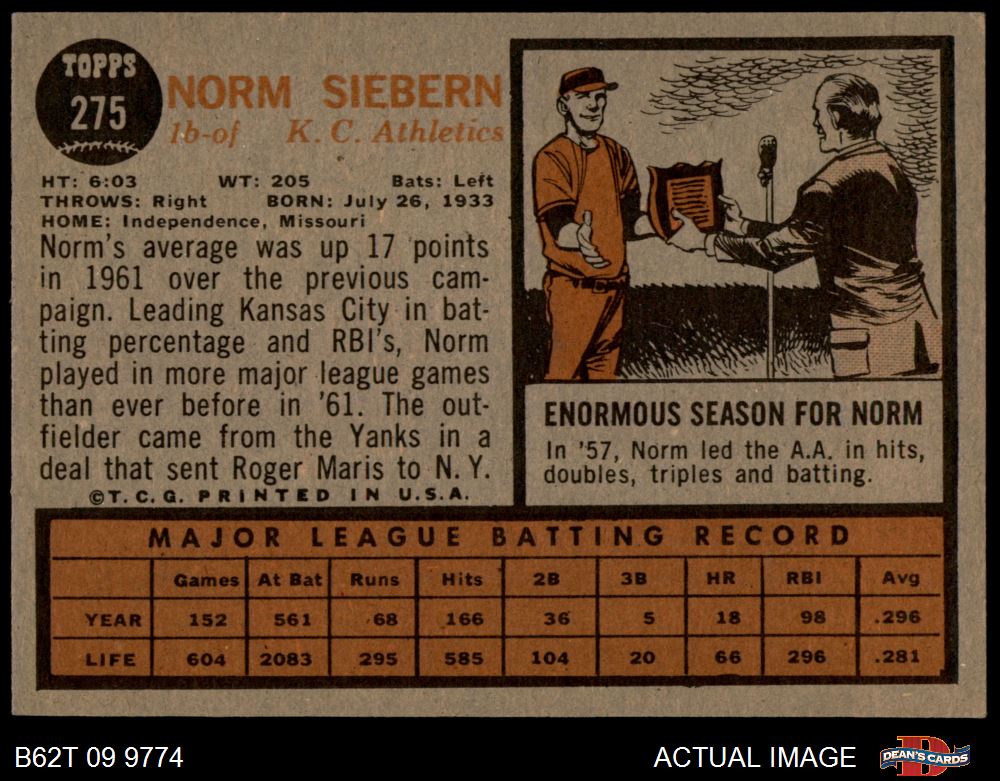 TOPPS
275
NORM SIEBERN
1b-of K. C. Athletics
HT: 6:03 WT: 205 Bats: Left
THROWS: Right BORN: July 26, 1933
HOME: Independence, Missouri
Norm's average was up 17 points
in 1961 over the previous cam-
paign. Leading Kansas City in bat-
ting percentage and RBI's, Norm
played in more major league games
than ever before in '61. The out-
fielder came from the Yanks in a
deal that sent Roger Maris to N. Y.
©T. C. G. PRINTED IN U.S.A.
ENORMOUS SEASON FOR NORM
In '57, Norm led the A.A. in hits,
doubles, triples and batting.
MAJOR LEAGUE BATTING RECORD
Games At Bat Runs Hits 2B 3B HR RBI Avg
YEAR 152 561 68 166 36 5 18 98 .296
LIFE 604 2083 295 585 104 20 66 296 .281
B62T 09 9774 ACTUAL IMAGE DEAN'S CARDS